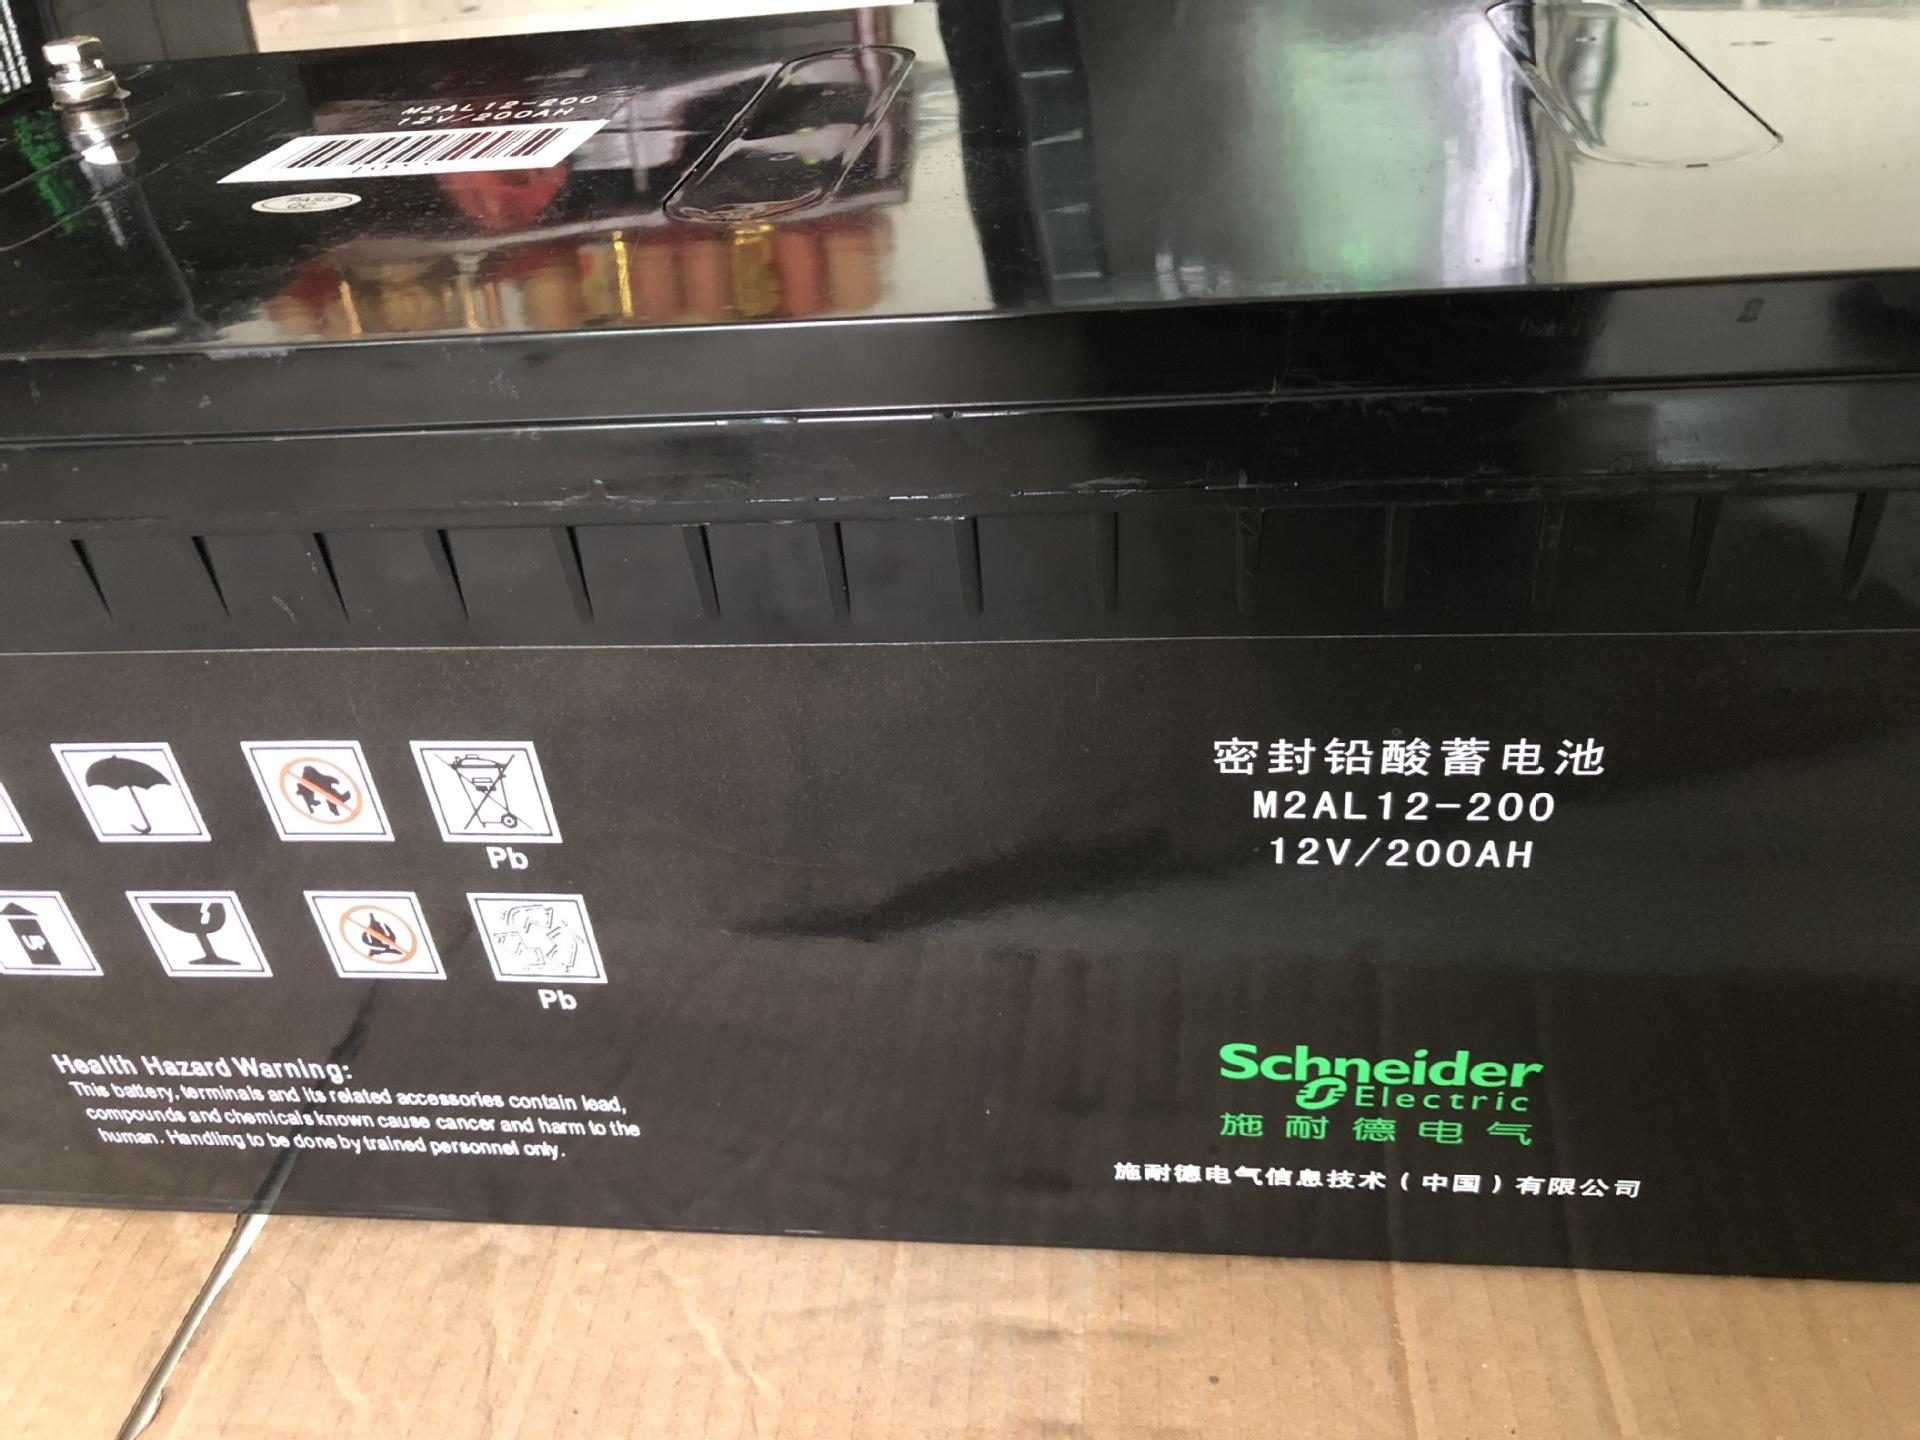 M2AL12-200
12V/200AH
PASS
QC
密封铅酸蓄电池
M2AL12-200
12V/200AH
Pb
UP
Pb
Health Hazard Warning:
This battery, terminals and its related accessories contain lead,
compounds and chemicals known cause cancer and harm to the
human. Handling to be done by trained personnel only.
Schneider
Electric
施耐德电气
施耐德电气信息技术（中国）有限公司